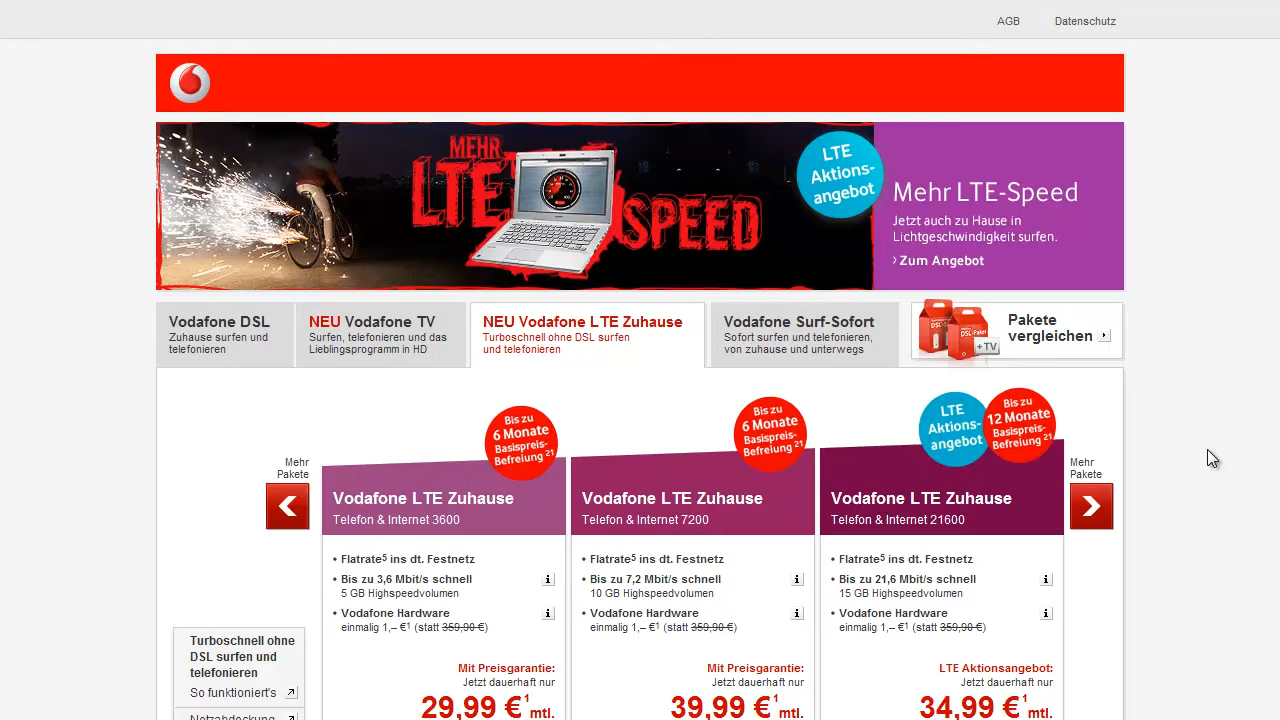 AGB Datenschutz
MEHR
LTE SPEED
LTE
Aktions-
angebot
Mehr LTE-Speed
Jetzt auch zu Hause in
Lichtgeschwindigkeit surfen.
› Zum Angebot
Vodafone DSL
Zuhause surfen und
telefonieren
NEU Vodafone TV
Surfen, telefonieren und das
Lieblingsprogramm in HD
NEU Vodafone LTE Zuhause
Turboschnell ohne DSL surfen
und telefonieren
Vodafone Surf-Sofort
Sofort surfen und telefonieren,
von zuhause und unterwegs
+TV
Pakete
vergleichen
Mehr
Pakete
Bis zu
6 Monate
Basispreis-
Befreiung 21
Vodafone LTE Zuhause
Telefon & Internet 3600
• Flatrate5 ins dt. Festnetz
• Bis zu 3,6 Mbit/s schnell
5 GB Highspeedvolumen
• Vodafone Hardware
einmalig 1,– €1 (statt 359,90 €)
Mit Preisgarantie:
Jetzt dauerhaft nur
29,99 €1 mtl.
Bis zu
6 Monate
Basispreis-
Befreiung 21
Vodafone LTE Zuhause
Telefon & Internet 7200
• Flatrate5 ins dt. Festnetz
• Bis zu 7,2 Mbit/s schnell
10 GB Highspeedvolumen
• Vodafone Hardware
einmalig 1,– €1 (statt 359,90 €)
Mit Preisgarantie:
Jetzt dauerhaft nur
39,99 €1 mtl.
LTE
Aktions-
angebot
Bis zu
12 Monate
Basispreis-
Befreiung 21
Vodafone LTE Zuhause
Telefon & Internet 21600
• Flatrate5 ins dt. Festnetz
• Bis zu 21,6 Mbit/s schnell
15 GB Highspeedvolumen
• Vodafone Hardware
einmalig 1,– €1 (statt 359,90 €)
LTE Aktionsangebot:
Jetzt dauerhaft nur
34,99 €1 mtl.
Mehr
Pakete
Turboschnell ohne
DSL surfen und
telefonieren
So funktioniert's
Netzabdeckung